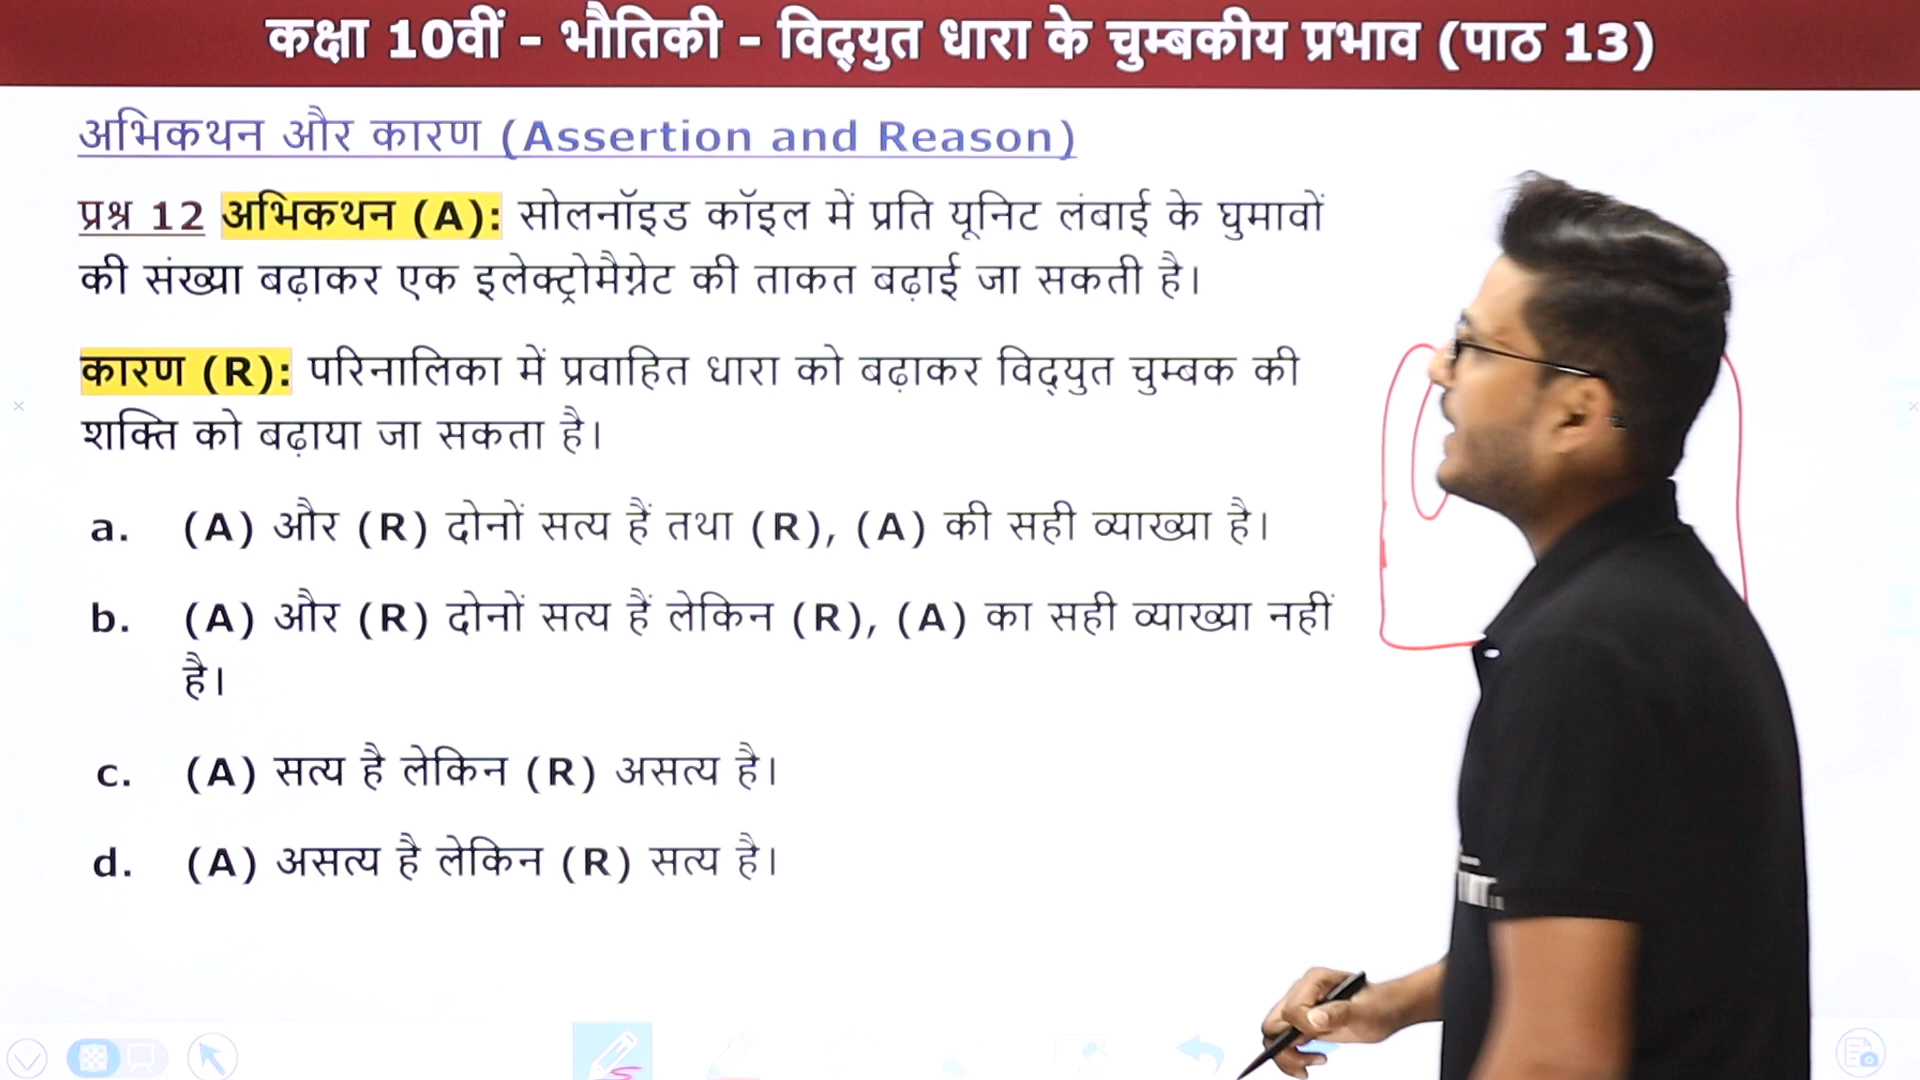 कक्षा 10वीं - भौतिकी - विद्युत धारा के चुम्बकीय प्रभाव (पाठ 13)
अभिकथन और कारण (Assertion and Reason)
प्रश्न 12 अभिकथन (A): सोलनॉइड कॉइल में प्रति यूनिट लंबाई के घुमावों
की संख्या बढ़ाकर एक इलेक्ट्रोमैग्नेट की ताकत बढ़ाई जा सकती है।
कारण (R): परिनालिका में प्रवाहित धारा को बढ़ाकर विद्युत चुम्बक की
शक्ति को बढ़ाया जा सकता है।
a. (A) और (R) दोनों सत्य हैं तथा (R), (A) की सही व्याख्या है।
b. (A) और (R) दोनों सत्य हैं लेकिन (R), (A) का सही व्याख्या नहीं
है।
c. (A) सत्य है लेकिन (R) असत्य है।
d. (A) असत्य है लेकिन (R) सत्य है।